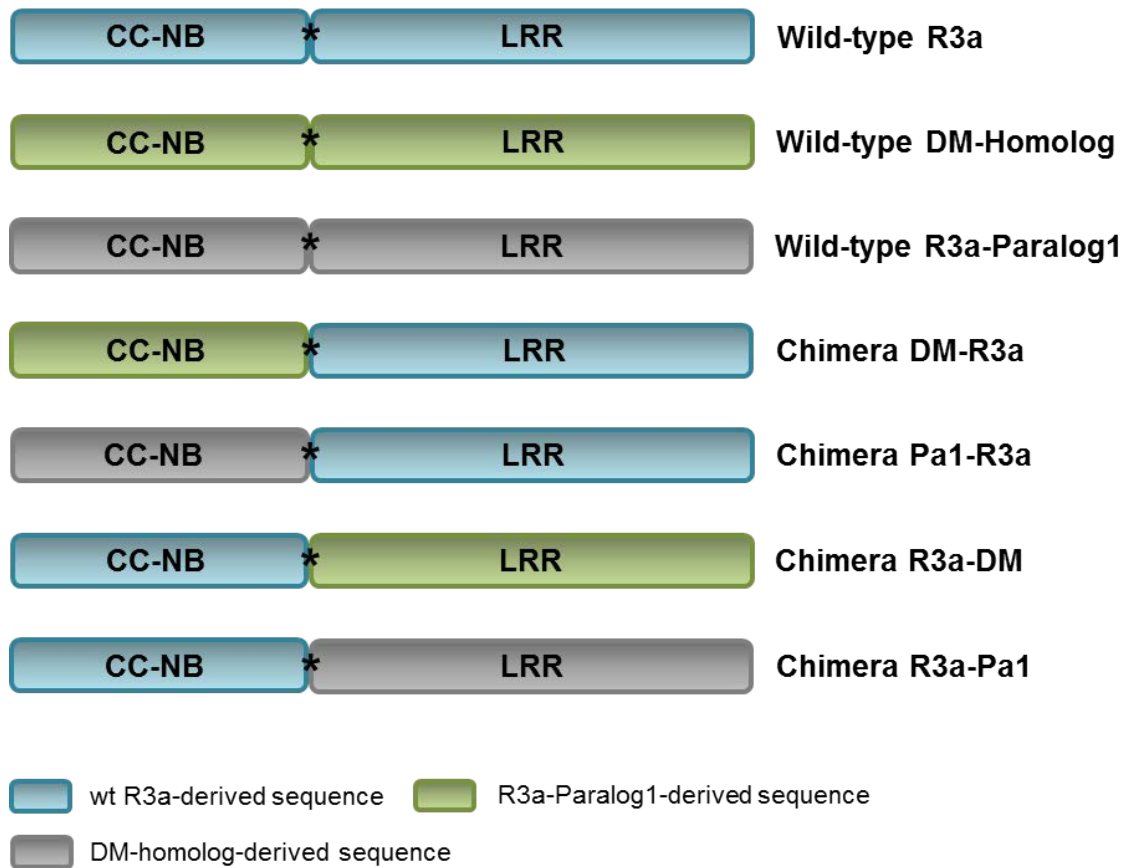 CC-NB * LRR Wild-type R3a
CC-NB * LRR Wild-type DM-Homolog
CC-NB * LRR Wild-type R3a-Paralog1
CC-NB * LRR Chimera DM-R3a
CC-NB * LRR Chimera Pa1-R3a
CC-NB * LRR Chimera R3a-DM
CC-NB * LRR Chimera R3a-Pa1
wt R3a-derived sequence R3a-Paralog1-derived sequence
DM-homolog-derived sequence